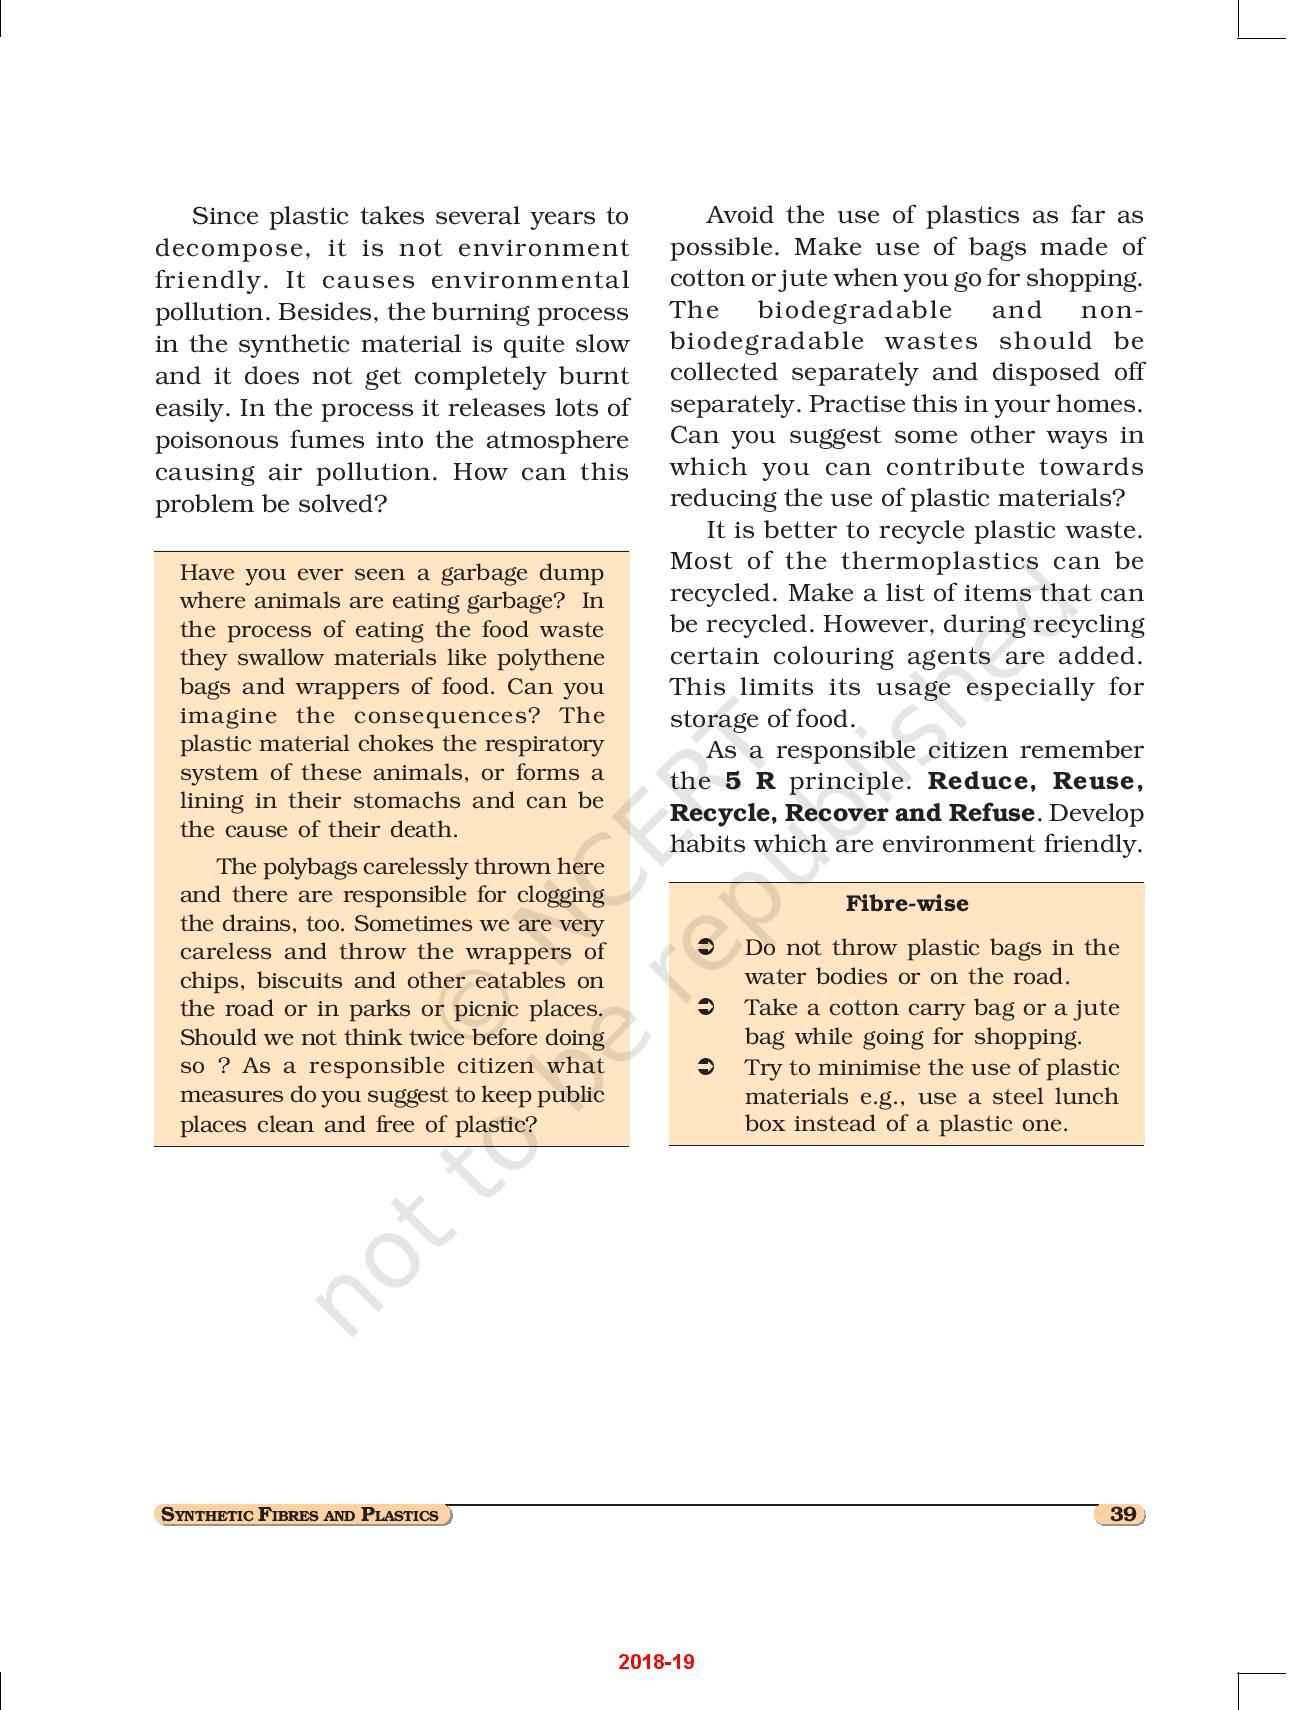 Since plastic takes several years to
decompose, it is not environment
friendly. It causes environmental
pollution. Besides, the burning process
in the synthetic material is quite slow
and it does not get completely burnt
easily. In the process it releases lots of
poisonous fumes into the atmosphere
causing air pollution. How can this
problem be solved?
Have you ever seen a garbage dump
where animals are eating garbage? In
the process of eating the food waste
they swallow materials like polythene
bags and wrappers of food. Can you
imagine the consequences? The
plastic material chokes the respiratory
system of these animals, or forms a
lining in their stomachs and can be
the cause of their death.
The polybags carelessly thrown here
and there are responsible for clogging
the drains, too. Sometimes we are very
careless and throw the wrappers of
chips, biscuits and other eatables on
the road or in parks or picnic places.
Should we not think twice before doing
so ? As a responsible citizen what
measures do you suggest to keep public
places clean and free of plastic?
Avoid the use of plastics as far as
possible. Make use of bags made of
cotton or jute when you go for shopping.
The biodegradable and non-
biodegradable wastes should be
collected separately and disposed off
separately. Practise this in your homes.
Can you suggest some other ways in
which you can contribute towards
reducing the use of plastic materials?
It is better to recycle plastic waste.
Most of the thermoplastics can be
recycled. Make a list of items that can
be recycled. However, during recycling
certain colouring agents are added.
This limits its usage especially for
storage of food.
As a responsible citizen remember
the 5 R principle. Reduce, Reuse,
Recycle, Recover and Refuse. Develop
habits which are environment friendly.
Fibre-wise
➲ Do not throw plastic bags in the
water bodies or on the road.
➲ Take a cotton carry bag or a jute
bag while going for shopping.
➲ Try to minimise the use of plastic
materials e.g., use a steel lunch
box instead of a plastic one.
© NCERT
not to be republished
SYNTHETIC FIBRES AND PLASTICS
39
2018-19